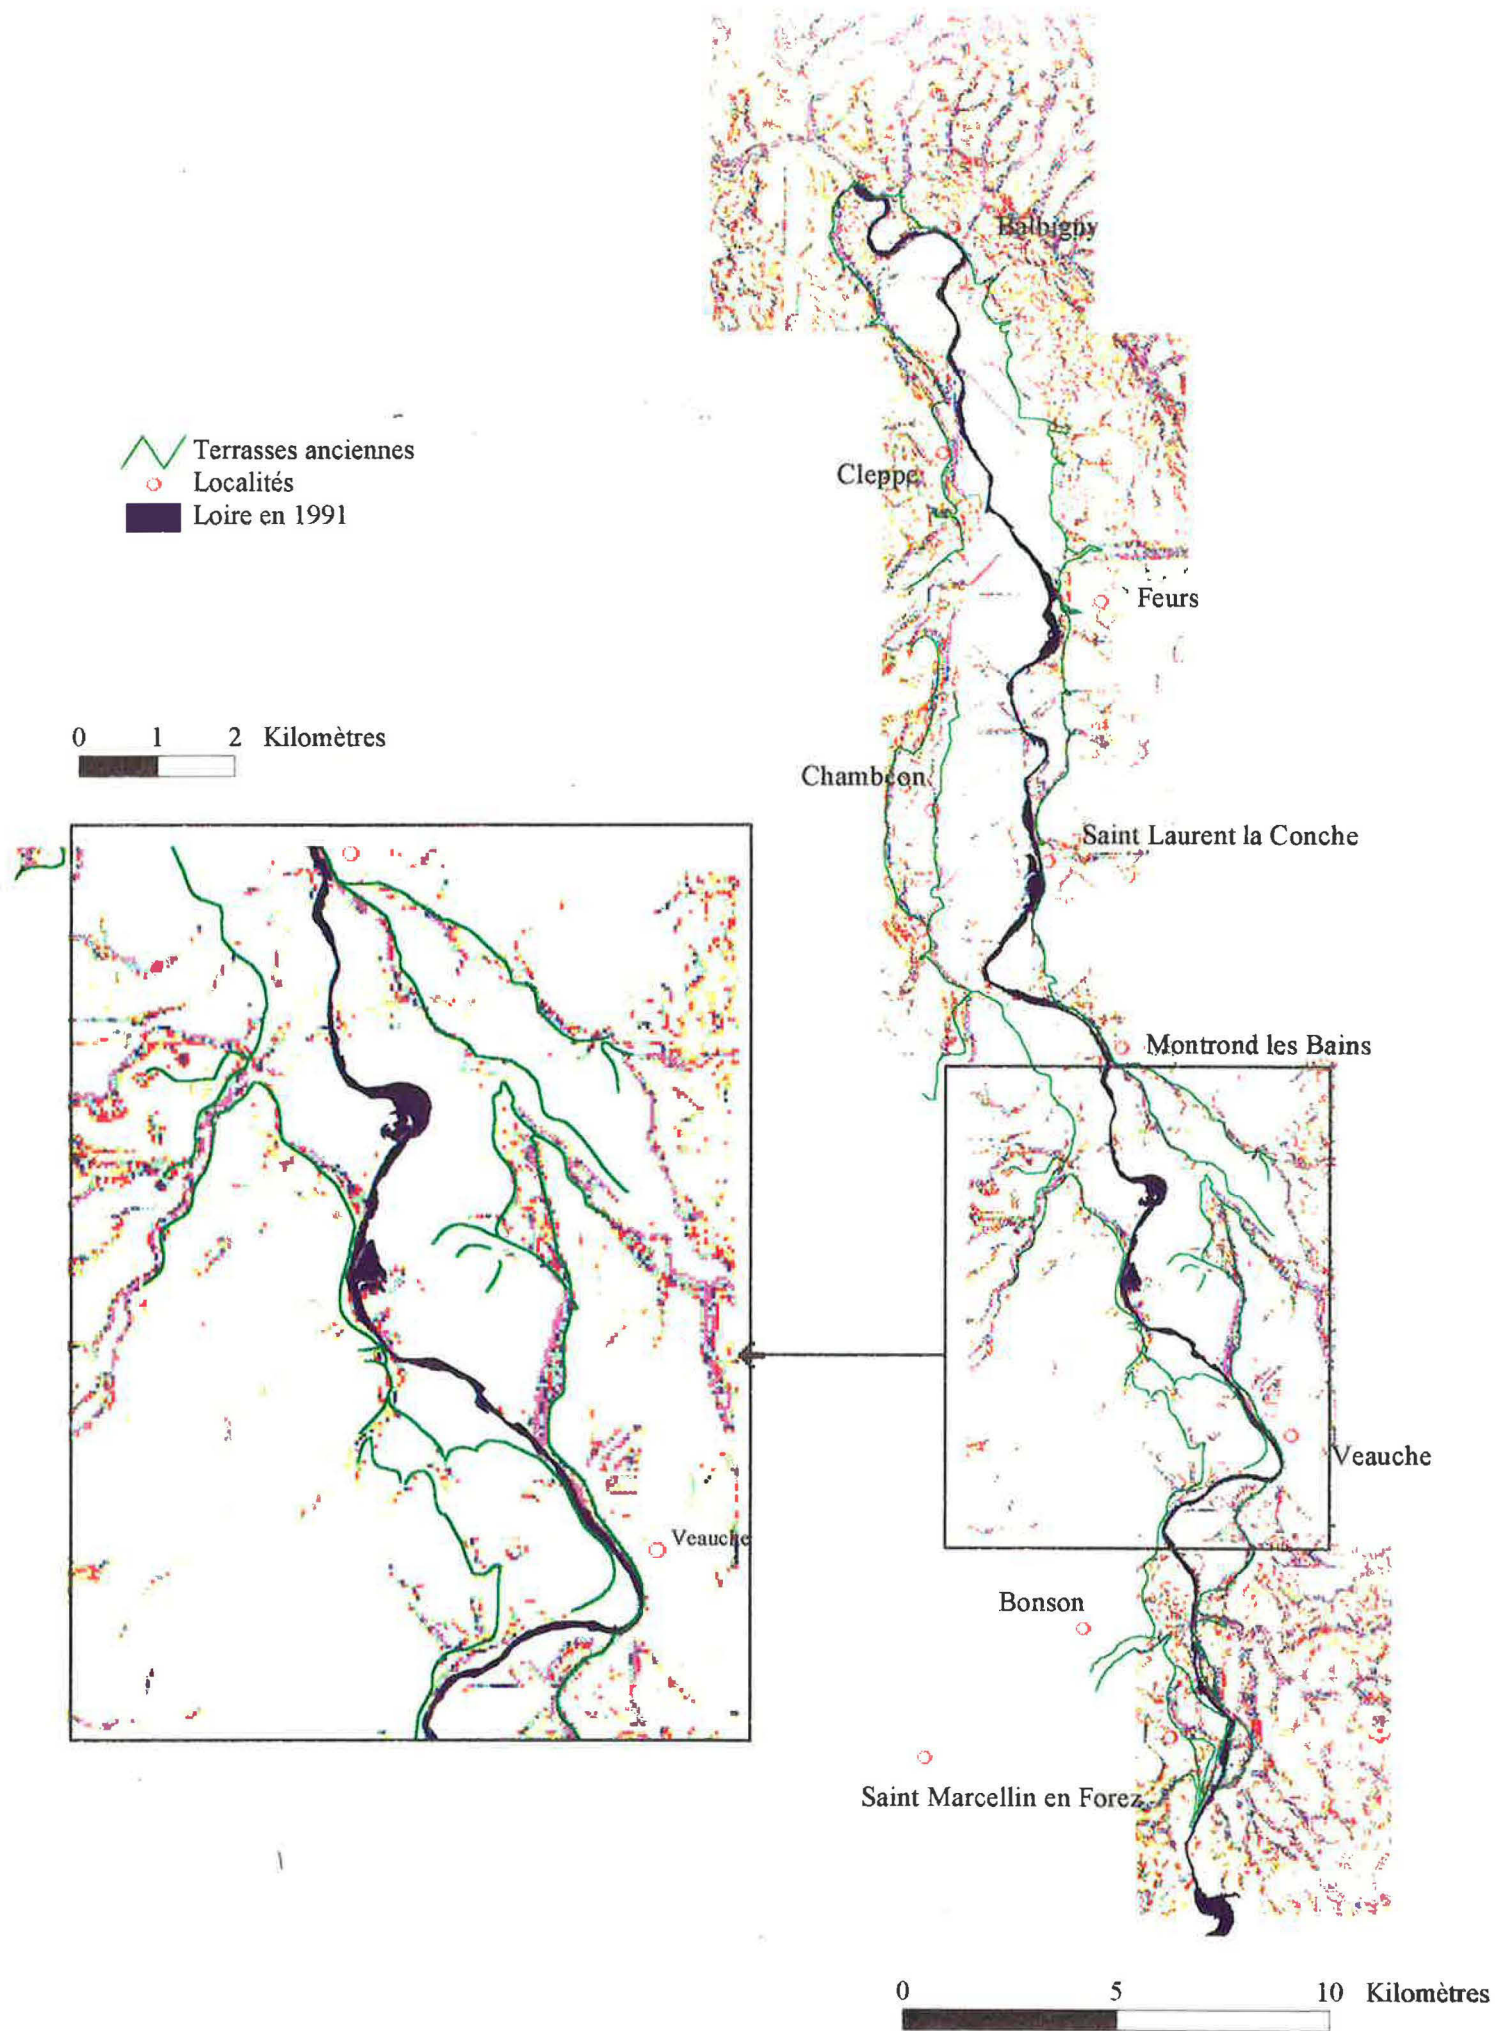 Balbigny
Terrasses anciennes
Localités
Cleppe
Loire en 1991
Feurs
0 1 2 Kilomètres
Chambéon
Saint Laurent la Conche
Montrond les Bains
Veauche
Veauche
Bonson
Saint Marcellin en Forez
0 5 10 Kilomètres